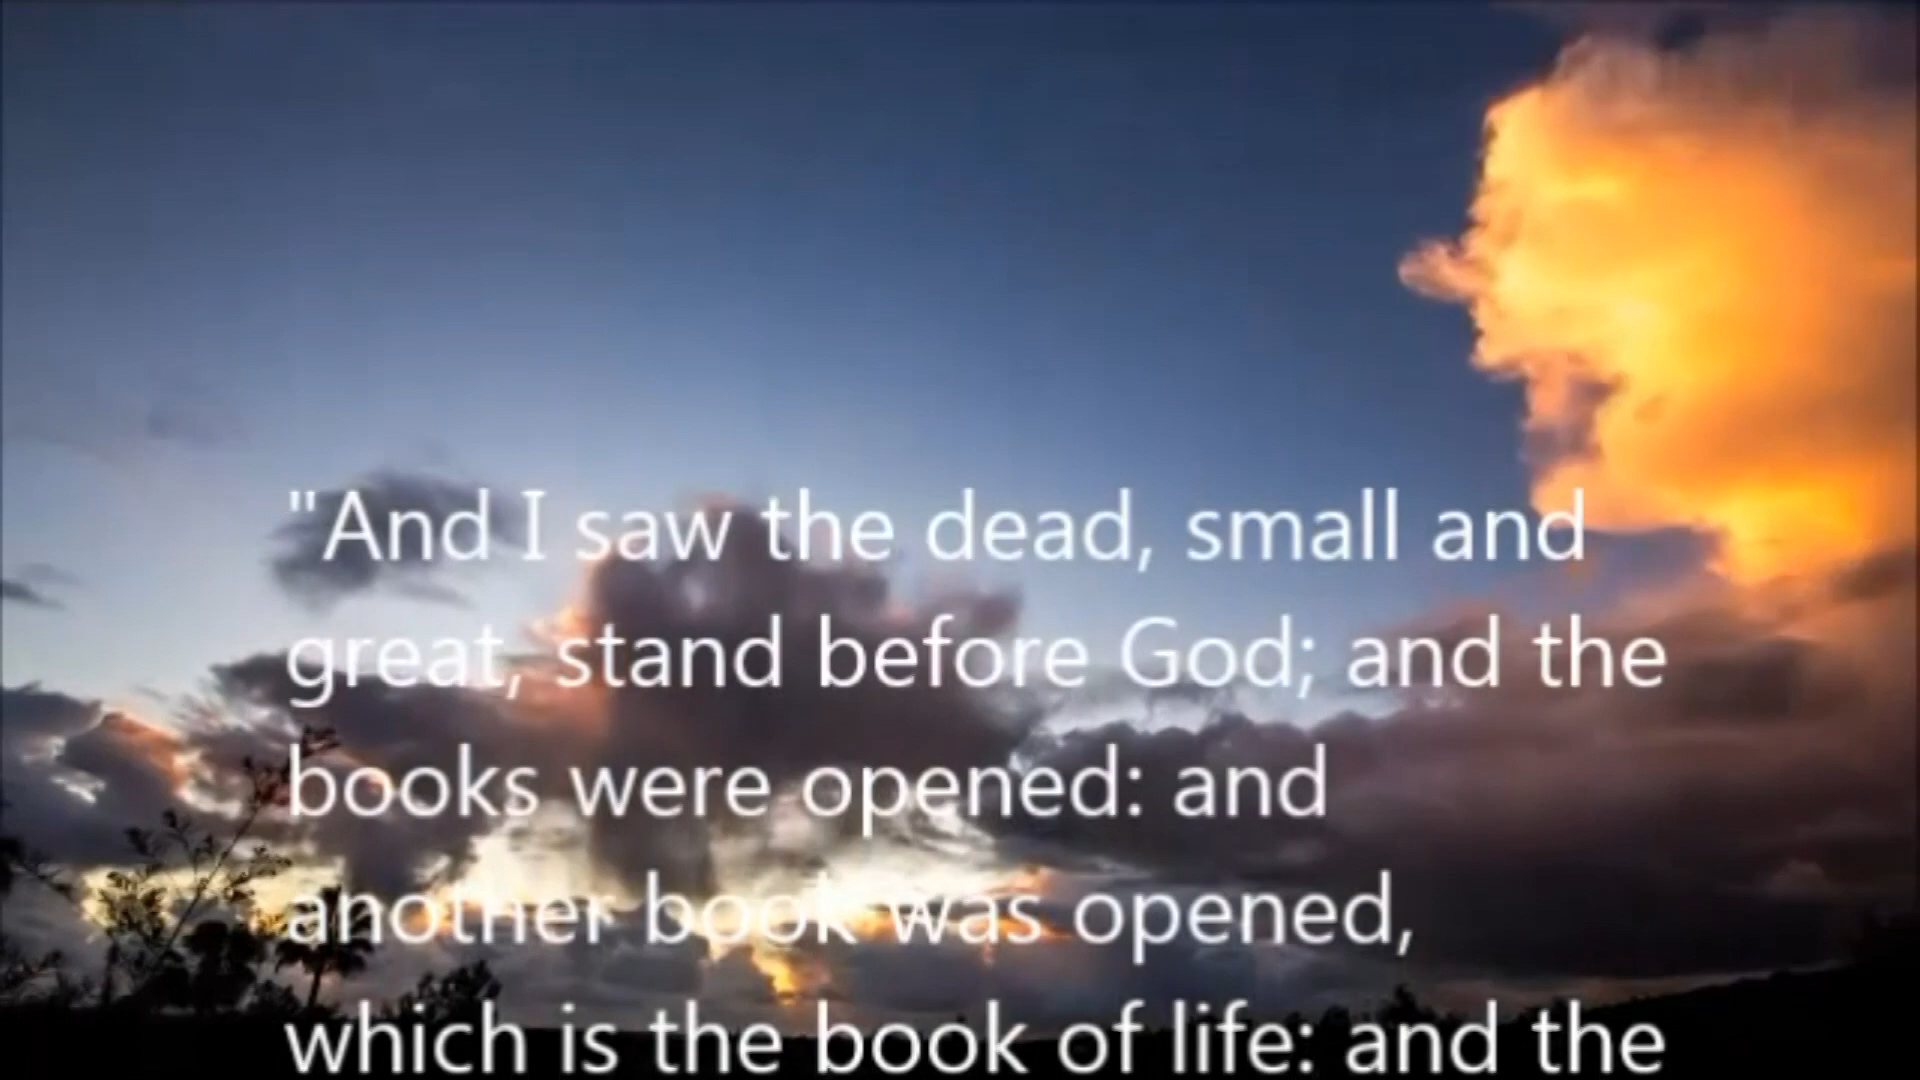 "And I saw the dead, small and
great, stand before God; and the
books were opened: and
another book was opened,
which is the book of life: and the